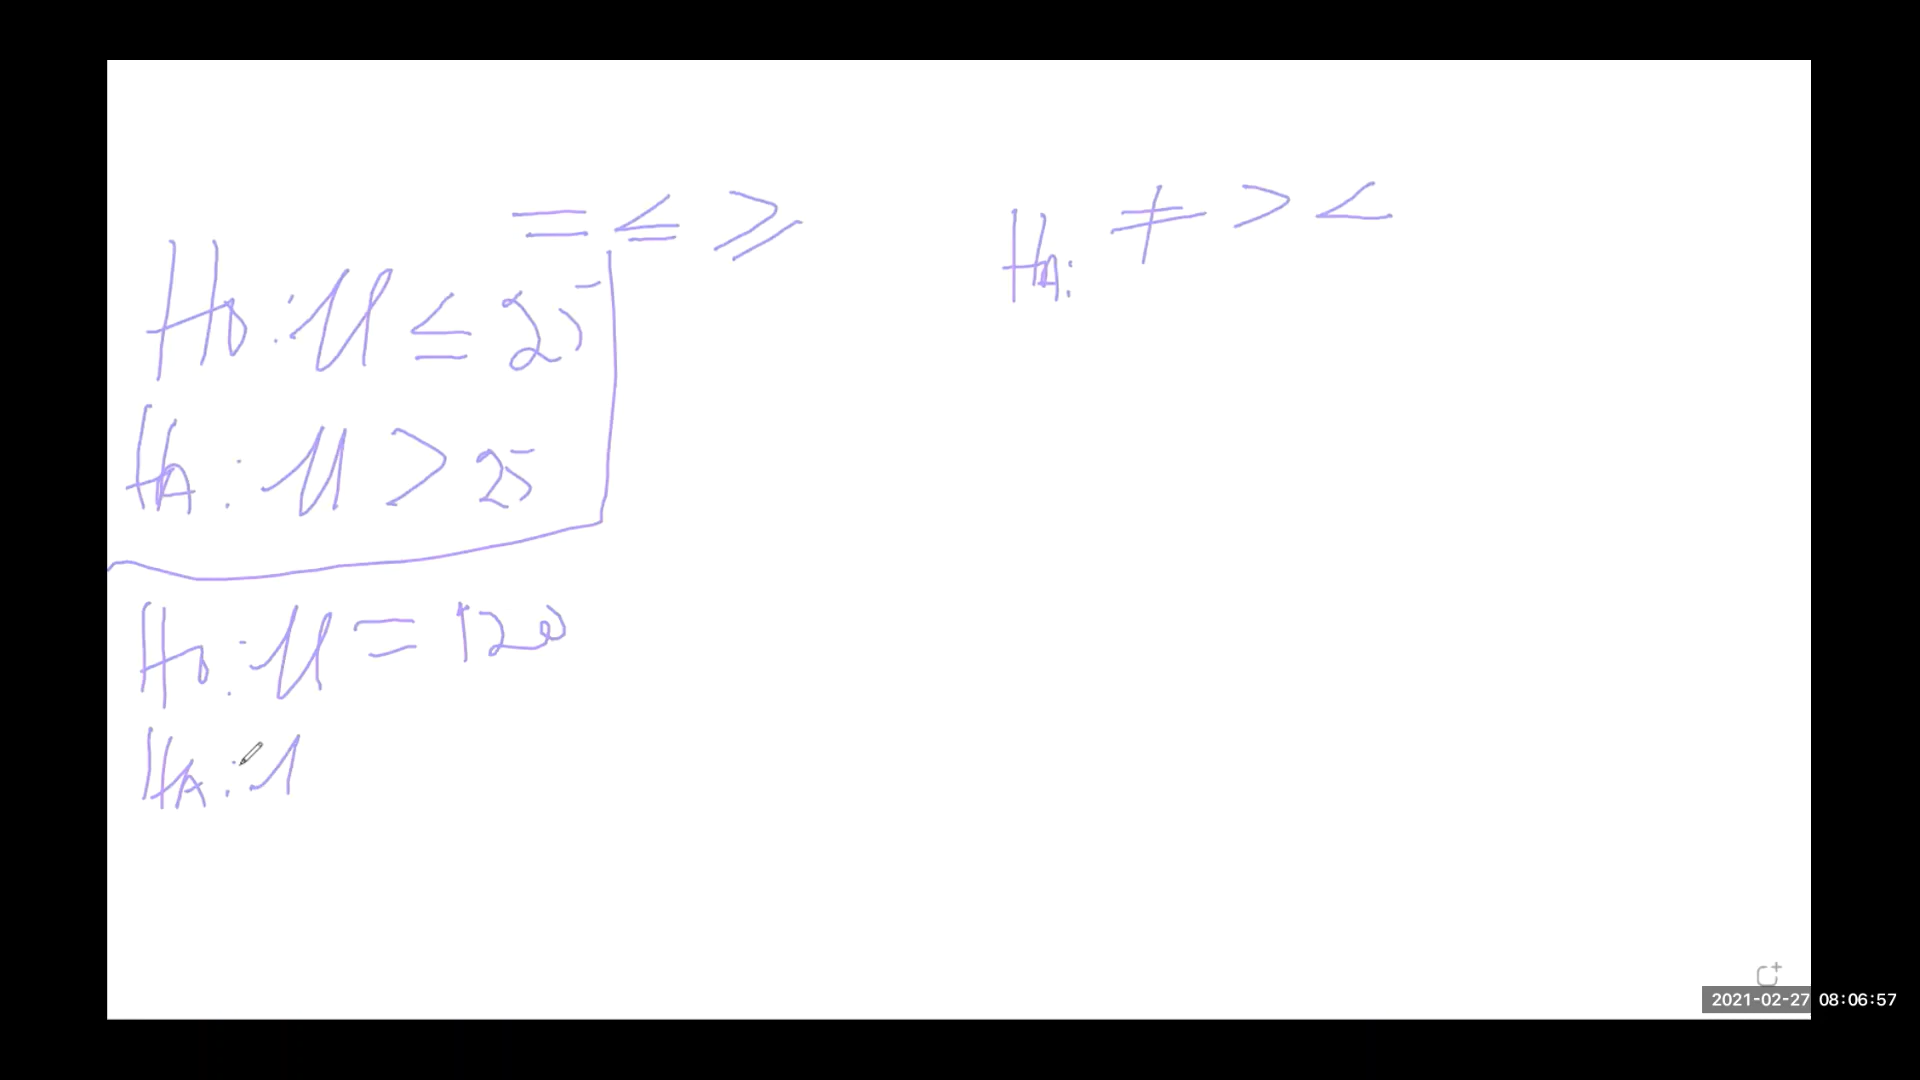 = ≤ ≥
H0: μ ≤ 25
HA: μ > 25
H0: μ = 120
HA: μ
HA: ≠ > <
2021-02-27 08:06:57